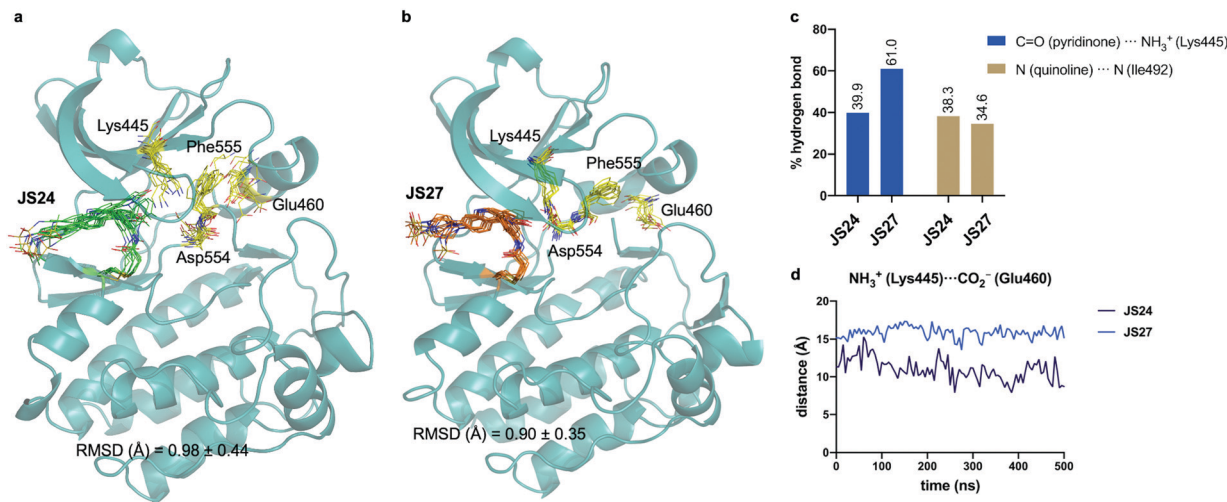 a
Lys445
Phe555
JS24
Glu460
Asp554
RMSD (Å) = 0.98 ± 0.44
b
Lys445
Phe555
JS27
Glu460
Asp554
RMSD (Å) = 0.90 ± 0.35
c
C=O (pyridinone) ··· NH₃⁺ (Lys445)
N (quinoline) ··· N (Ile492)
% hydrogen bond
80
60
40
20
0
39.9
61.0
38.3
34.6
JS24
JS27
JS24
JS27
d
NH₃⁺ (Lys445)···CO₂⁻ (Glu460)
distance (Å)
20
15
10
5
0
0
100
200
300
400
500
time (ns)
JS24
JS27